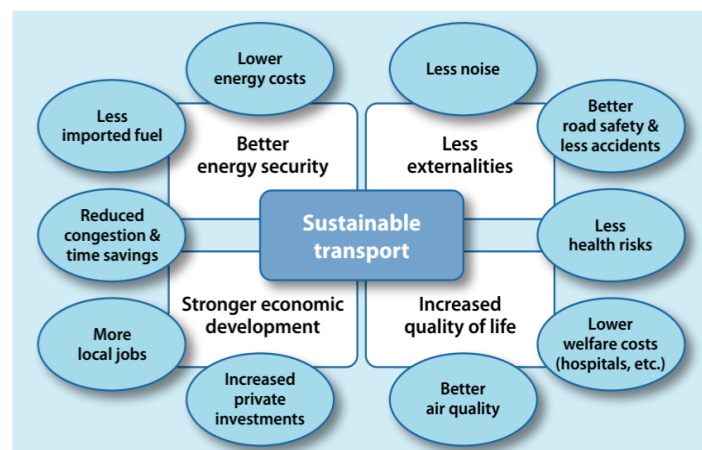 Lower
energy costs
Less noise
Less
imported fuel
Better
energy security
Less
externalities
Better
road safety &
less accidents
Reduced
congestion &
time savings
Sustainable
transport
Less
health risks
More
local jobs
Stronger economic
development
Increased
quality of life
Lower
welfare costs
(hospitals, etc.)
Increased
private
investments
Better
air quality